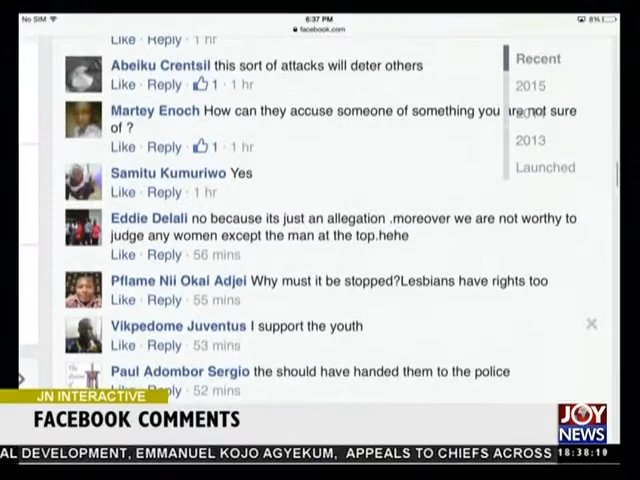 No SIM
6:37 PM
8%
facebook.com
Like · Reply · 1 hr
Abeiku Crentsil this sort of attacks will deter others
Like · Reply · 1 · 1 hr
Martey Enoch How can they accuse someone of something you are not sure
of ?
Like · Reply · 1 · 1 hr
Samitu Kumuriwo Yes
Like · Reply · 1 hr
Eddie Delali no because its just an allegation .moreover we are not worthy to
judge any women except the man at the top.hehe
Like · Reply · 56 mins
Pflame Nii Okai Adjei Why must it be stopped?Lesbians have rights too
Like · Reply · 55 mins
Vikpedome Juventus I support the youth
Like · Reply · 53 mins
Paul Adombor Sergio the should have handed them to the police
Like · Reply · 52 mins
Recent
2015
2013
Launched
JN INTERACTIVE
FACEBOOK COMMENTS
JOY
NEWS
18:38:19
AL DEVELOPMENT, EMMANUEL KOJO AGYEKUM, APPEALS TO CHIEFS ACROSS